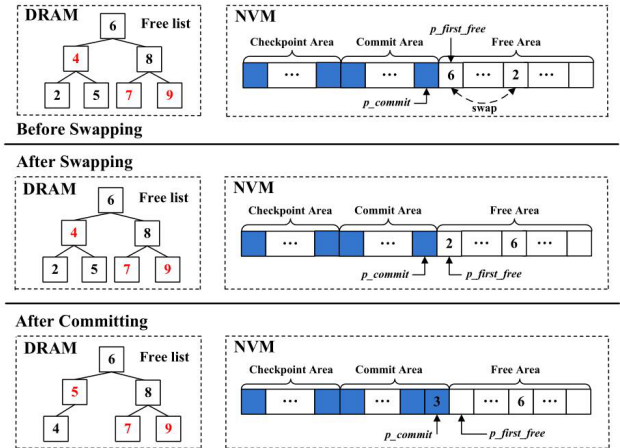 DRAM
Free list
6
4 8
2 5 7 9
Before Swapping
NVM
p_first_free
Checkpoint Area Commit Area Free Area
... ... 6 ... 2 ...
p_commit
swap
After Swapping
DRAM
Free list
6
4 8
2 5 7 9
NVM
Checkpoint Area Commit Area Free Area
... ... 2 ... 6 ...
p_commit p_first_free
After Committing
DRAM
Free list
6
5 8
4 7 9
NVM
Checkpoint Area Commit Area Free Area
... ... 3 ... 6 ...
p_commit p_first_free